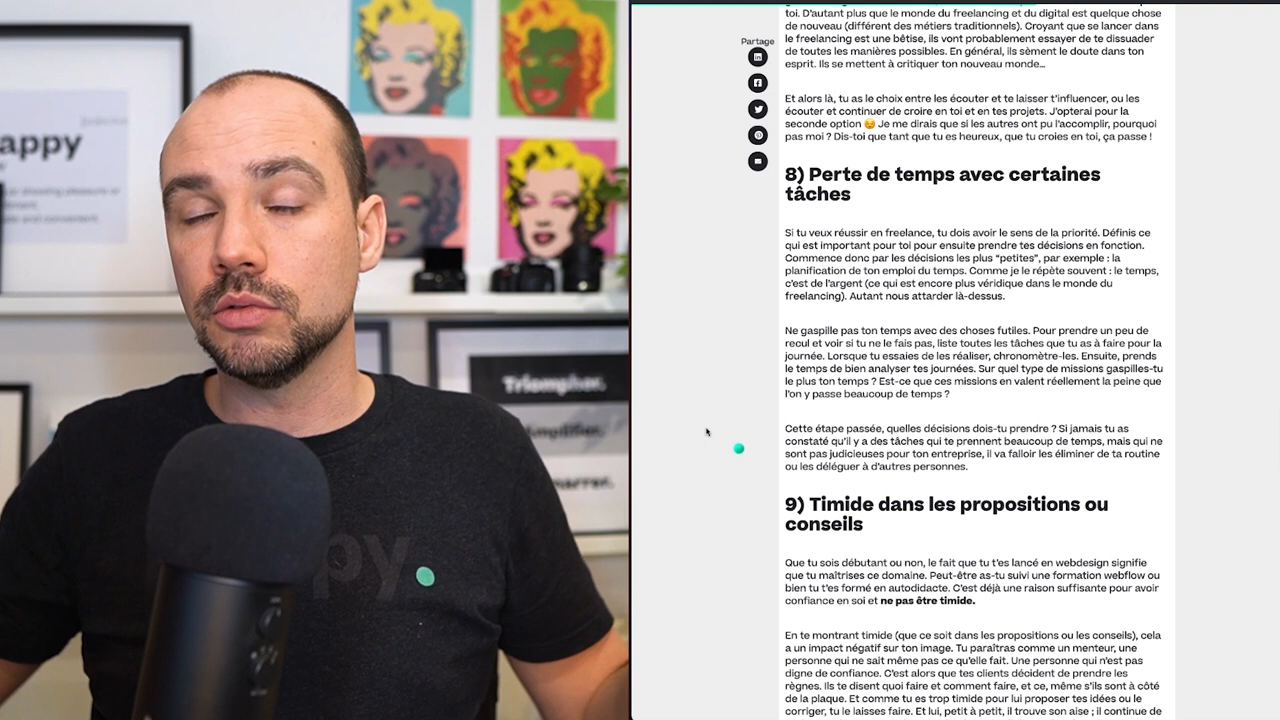 appy
Triompher.
Amplifier.
py.
toi. D'autant plus que le monde du freelancing et du digital est quelque chose
de nouveau (différent des métiers traditionnels). Croyant que se lancer dans
le freelancing est une bêtise, ils vont probablement essayer de te dissuader
de toutes les manières possibles. En général, ils sèment le doute dans ton
esprit. Ils se mettent à critiquer ton nouveau monde…
Partage
Et alors là, tu as le choix entre les écouter et te laisser t'influencer, ou les
écouter et continuer de croire en toi et en tes projets. J'opterai pour la
seconde option 😌 Je me dirais que si les autres ont pu l'accomplir, pourquoi
pas moi ? Dis-toi que tant que tu es heureux, que tu croies en toi, ça passe !
8) Perte de temps avec certaines
tâches
Si tu veux réussir en freelance, tu dois avoir le sens de la priorité. Définis ce
qui est important pour toi pour ensuite prendre tes décisions en fonction.
Commence donc par les décisions les plus “petites”, par exemple : la
planification de ton emploi du temps. Comme je le répète souvent : le temps,
c'est de l'argent (ce qui est encore plus véridique dans le monde du
freelancing). Autant nous attarder là-dessus.
Ne gaspille pas ton temps avec des choses futiles. Pour prendre un peu de
recul et voir si tu ne le fais pas, liste toutes les tâches que tu as à faire pour la
journée. Lorsque tu essaies de les réaliser, chronomètre-les. Ensuite, prends
le temps de bien analyser tes journées. Sur quel type de missions gaspilles-tu
le plus ton temps ? Est-ce que ces missions en valent réellement la peine que
l'on y passe beaucoup de temps ?
Cette étape passée, quelles décisions dois-tu prendre ? Si jamais tu as
constaté qu'il y a des tâches qui te prennent beaucoup de temps, mais qui ne
sont pas judicieuses pour ton entreprise, il va falloir les éliminer de ta routine
ou les déléguer à d'autres personnes.
9) Timide dans les propositions ou
conseils
Que tu sois débutant ou non, le fait que tu t'es lancé en webdesign signifie
que tu maîtrises ce domaine. Peut-être as-tu suivi une formation webflow ou
bien tu t'es formé en autodidacte. C'est déjà une raison suffisante pour avoir
confiance en soi et ne pas être timide.
En te montrant timide (que ce soit dans les propositions ou les conseils), cela
a un impact négatif sur ton image. Tu paraîtras comme un menteur, une
personne qui ne sait même pas ce qu'elle fait. Une personne qui n'est pas
digne de confiance. C'est alors que tes clients décident de prendre les
règnes. Ils te disent quoi faire et comment faire, et ce, même s'ils sont à côté
de la plaque. Et comme tu es trop timide pour lui proposer tes idées ou le
corriger, tu le laisses faire. Et lui, petit à petit, il trouve son aise ; il continue de